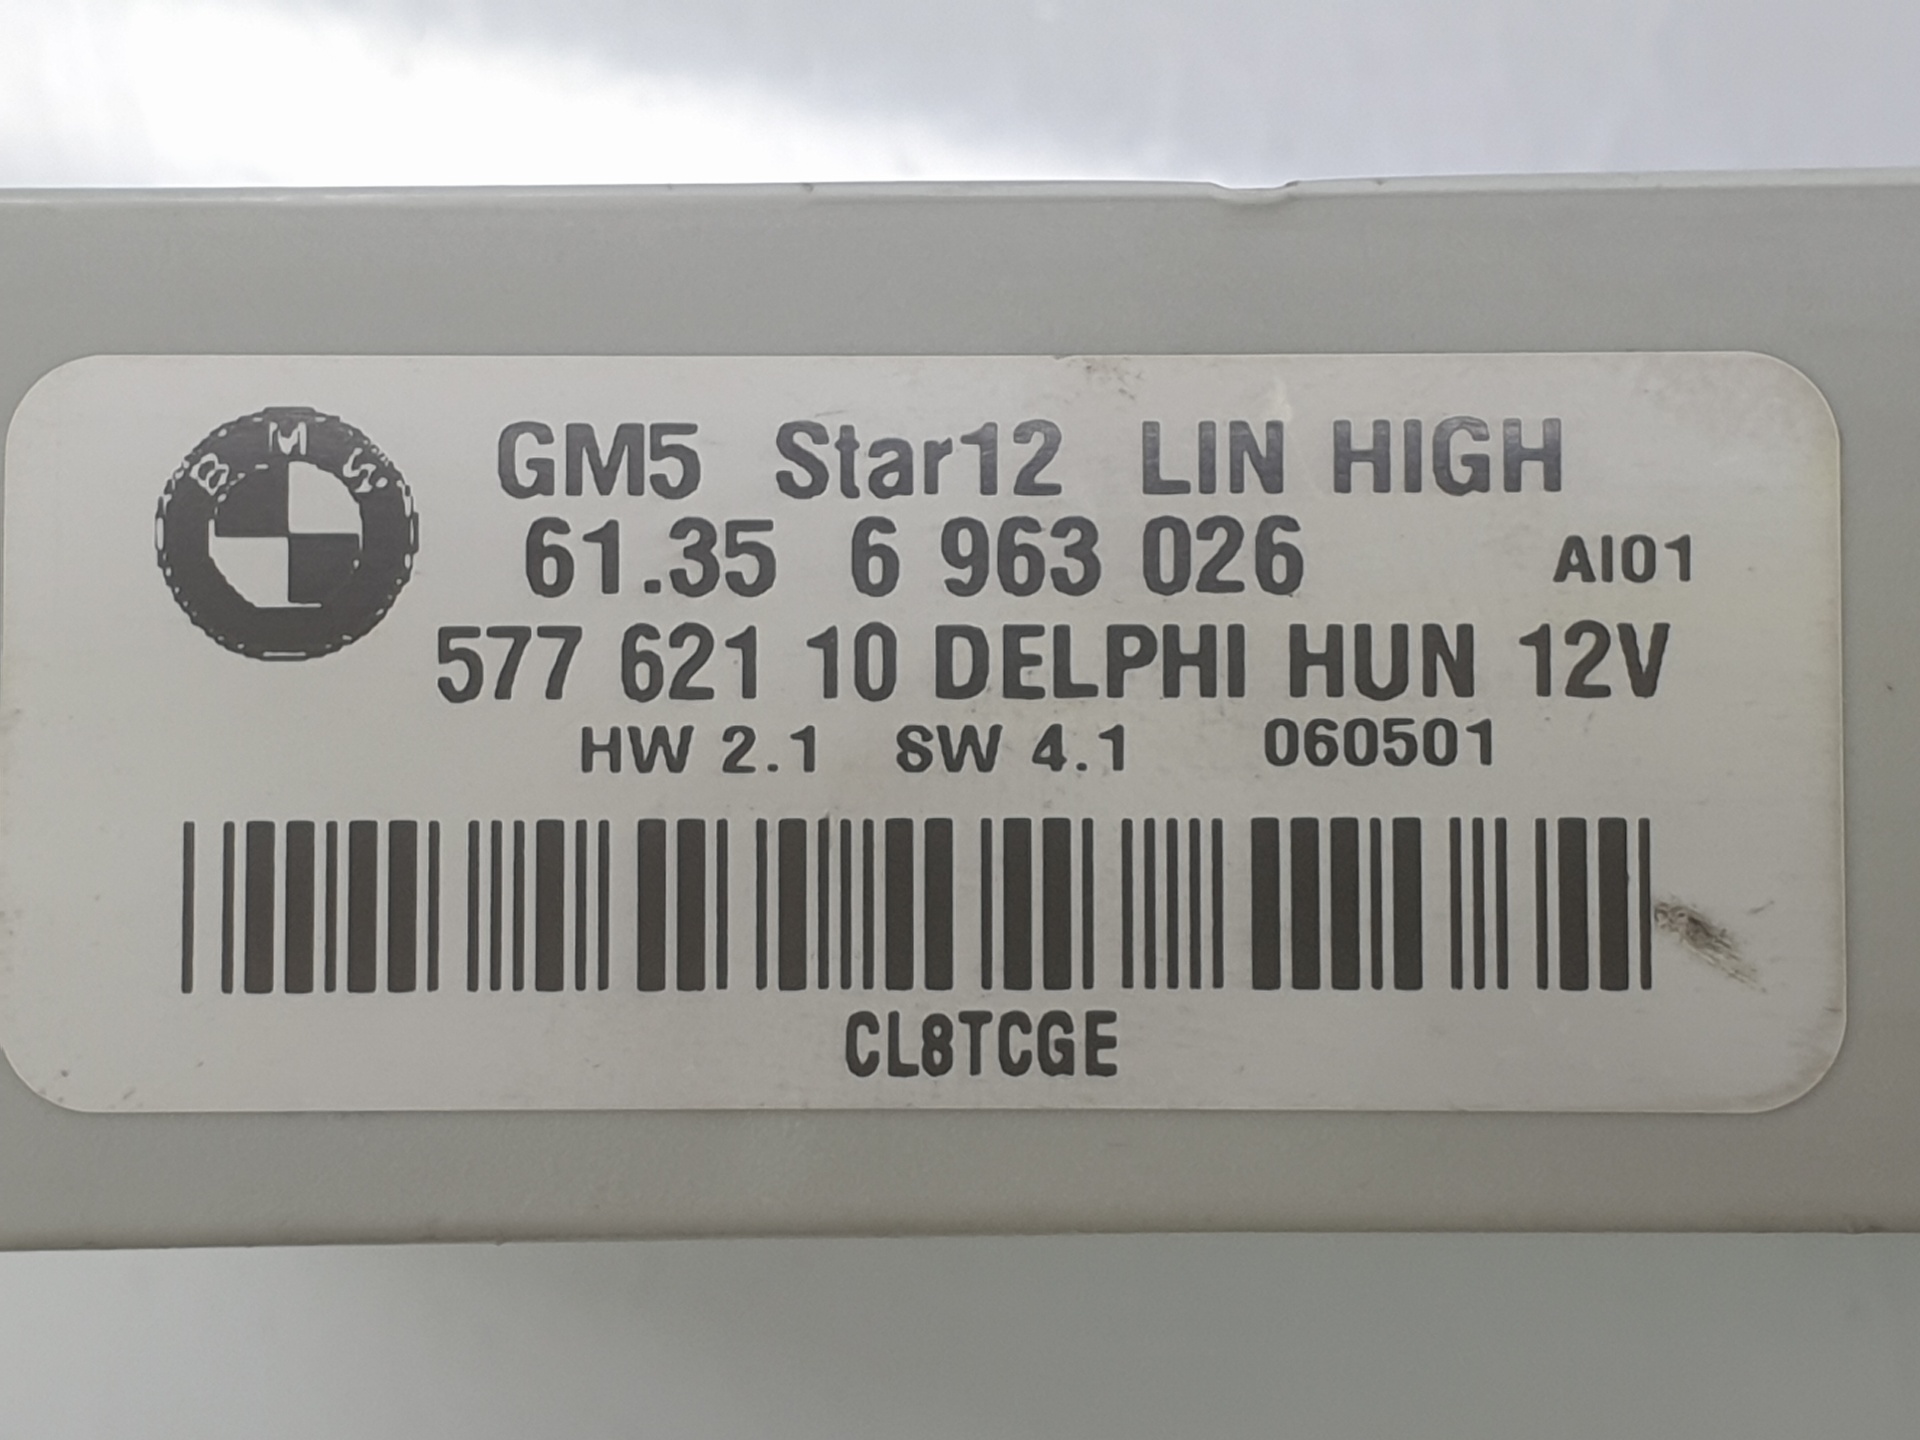 BMW
GM5 Star12 LIN HIGH
61.35 6 963 026 AI01
577 621 10 DELPHI HUN 12V
HW 2.1 SW 4.1 060501
CL8TCGE